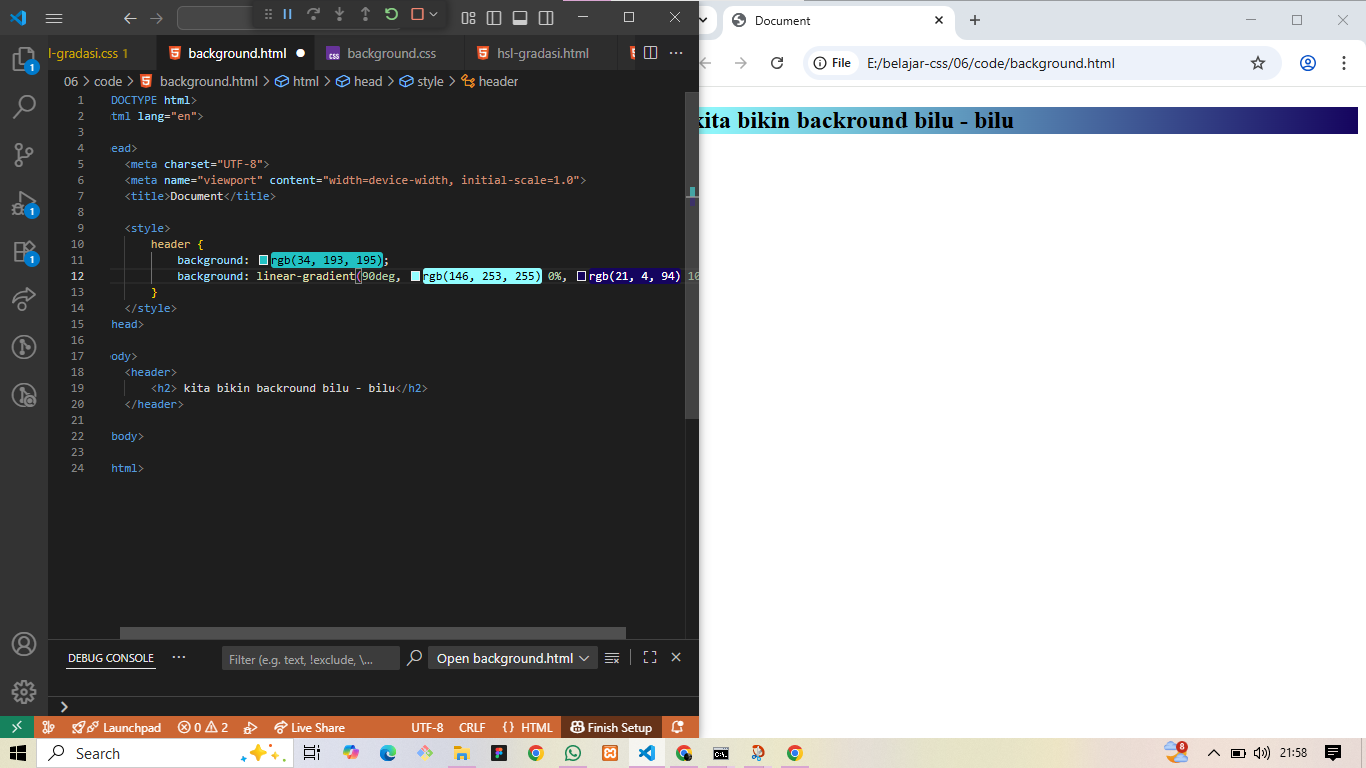 Document
l-gradasi.css 1
background.html
background.css
hsl-gradasi.html
File
E:/belajar-css/06/code/background.html
06 > code > background.html > html > head > style > header
1 DOCTYPE html>
2 tml lang="en">
3
4 ead>
5 <meta charset="UTF-8">
6 <meta name="viewport" content="width=device-width, initial-scale=1.0">
7 <title>Document</title>
8
9 <style>
10 header {
11 background: rgb(34, 193, 195);
12 background: linear-gradient(90deg, rgb(146, 253, 255) 0%, rgb(21, 4, 94) 10
13 }
14 </style>
15 head>
16
17 ody>
18 <header>
19 <h2> kita bikin backround bilu - bilu</h2>
20 </header>
21
22 body>
23
24 html>
kita bikin backround bilu - bilu
1
1
1
DEBUG CONSOLE
Filter (e.g. text, !exclude, \...
Open background.html
Launchpad
0
2
Live Share
UTF-8
CRLF
{ } HTML
Finish Setup
Search
8
21:58